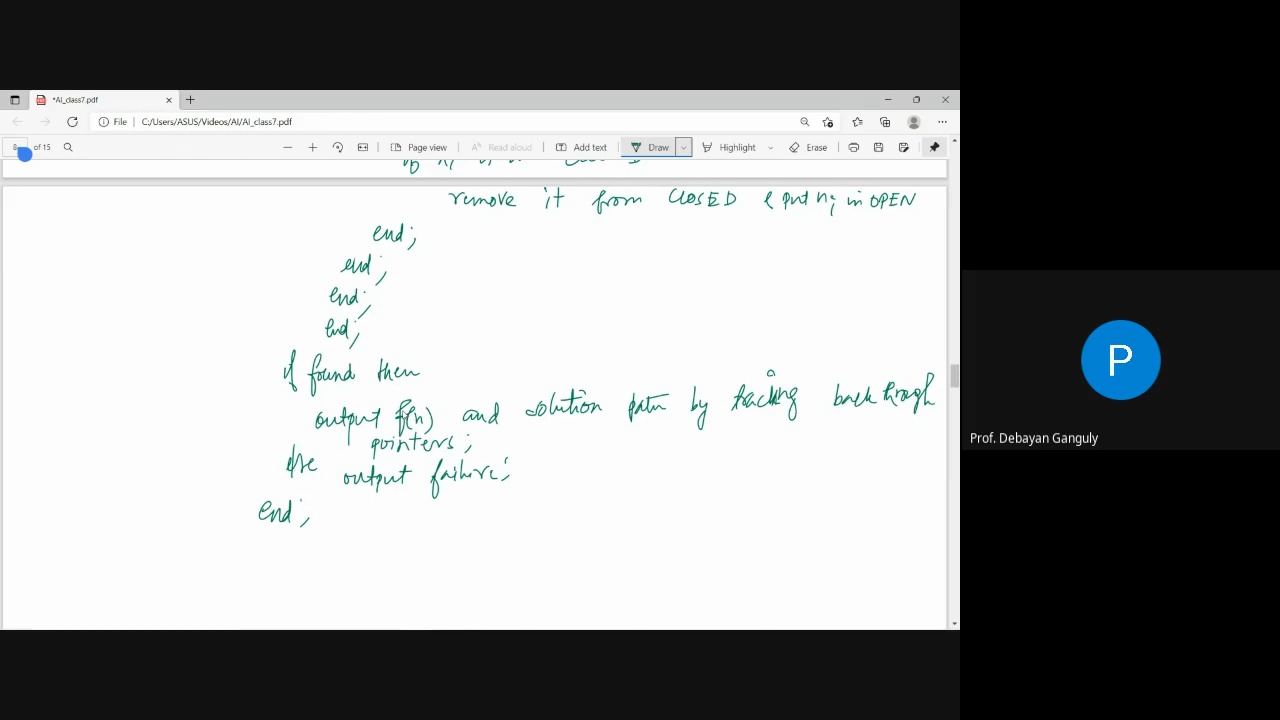 *AI_class7.pdf
File C:/Users/ASUS/Videos/AI/AI_class7.pdf
8 of 15 Page view Read aloud Add text Draw Highlight Erase
remove it from CLOSED & put ni in OPEN
end;
end;
end;
end;
if found then
output f(n) and solution path by tracking back through
pointers;
else output failure;
end;
P
Prof. Debayan Ganguly